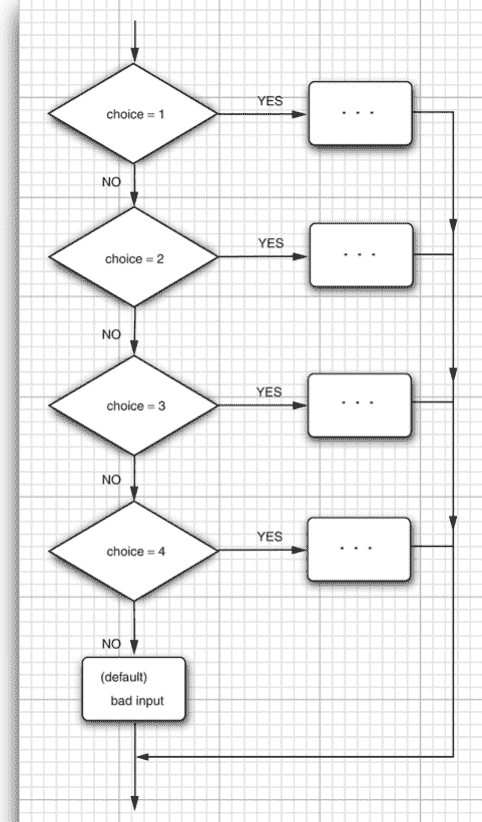 choice = 1
YES
. . .
NO
choice = 2
YES
. . .
NO
choice = 3
YES
. . .
NO
choice = 4
YES
. . .
NO
(default)
bad input